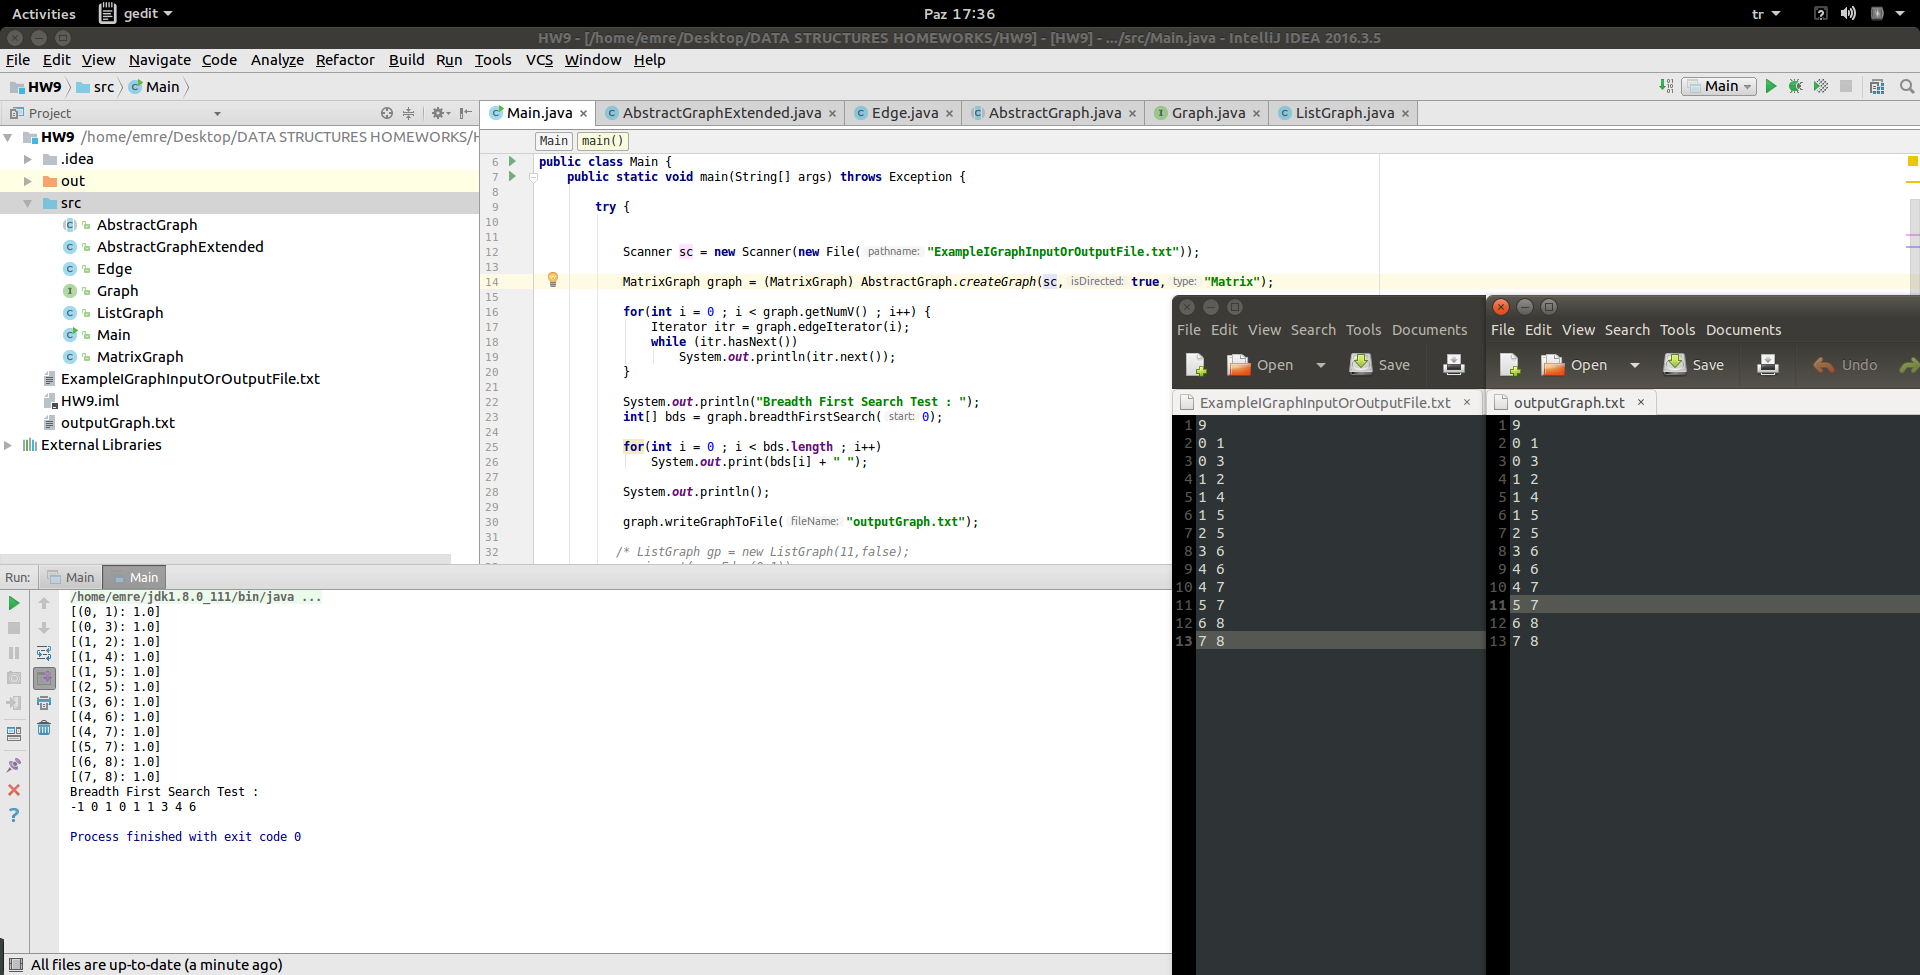 Activities gedit Paz 17:36 tr
HW9 - [/home/emre/Desktop/DATA STRUCTURES HOMEWORKS/HW9] - [HW9] - .../src/Main.java - IntelliJ IDEA 2016.3.5
File Edit View Navigate Code Analyze Refactor Build Run Tools VCS Window Help
HW9 src Main Main
Project
HW9 /home/emre/Desktop/DATA STRUCTURES HOMEWORKS/H
.idea
out
src
AbstractGraph
AbstractGraphExtended
Edge
Graph
ListGraph
Main
MatrixGraph
ExampleIGraphInputOrOutputFile.txt
HW9.iml
outputGraph.txt
External Libraries
Main.java AbstractGraphExtended.java Edge.java AbstractGraph.java Graph.java ListGraph.java
Main main()
6 public class Main {
7 public static void main(String[] args) throws Exception {
8
9 try {
10
11
12 Scanner sc = new Scanner(new File( pathname: "ExampleIGraphInputOrOutputFile.txt"));
13
14 MatrixGraph graph = (MatrixGraph) AbstractGraph.createGraph(sc, isDirected: true, type: "Matrix");
15
16 for(int i = 0 ; i < graph.getNumV() ; i++) {
17 Iterator itr = graph.edgeIterator(i);
18 while (itr.hasNext())
19 System.out.println(itr.next());
20 }
21
22 System.out.println("Breadth First Search Test : ");
23 int[] bds = graph.breadthFirstSearch( start: 0);
24
25 for(int i = 0 ; i < bds.length ; i++)
26 System.out.print(bds[i] + " ");
27
28 System.out.println();
29
30 graph.writeGraphToFile( fileName: "outputGraph.txt");
31
32 /* ListGraph gp = new ListGraph(11,false);
Run: Main Main
/home/emre/jdk1.8.0_111/bin/java ...
[(0, 1): 1.0]
[(0, 3): 1.0]
[(1, 2): 1.0]
[(1, 4): 1.0]
[(1, 5): 1.0]
[(2, 5): 1.0]
[(3, 6): 1.0]
[(4, 6): 1.0]
[(4, 7): 1.0]
[(5, 7): 1.0]
[(6, 8): 1.0]
[(7, 8): 1.0]
Breadth First Search Test :
-1 0 1 0 1 1 3 4 6
Process finished with exit code 0
All files are up-to-date (a minute ago)
File Edit View Search Tools Documents
Open Save
ExampleIGraphInputOrOutputFile.txt
1 9
2 0 1
3 0 3
4 1 2
5 1 4
6 1 5
7 2 5
8 3 6
9 4 6
10 4 7
11 5 7
12 6 8
13 7 8
File Edit View Search Tools Documents
Open Save Undo
outputGraph.txt
1 9
2 0 1
3 0 3
4 1 2
5 1 4
6 1 5
7 2 5
8 3 6
9 4 6
10 4 7
11 5 7
12 6 8
13 7 8